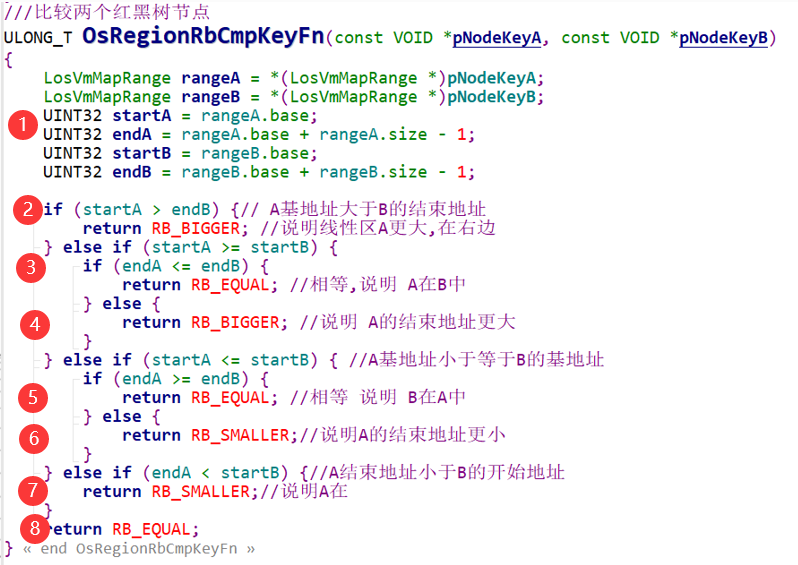 ///比较两个红黑树节点
ULONG_T OsRegionRbCmpKeyFn(const VOID *pNodeKeyA, const VOID *pNodeKeyB)
{
LosVmMapRange rangeA = *(LosVmMapRange *)pNodeKeyA;
LosVmMapRange rangeB = *(LosVmMapRange *)pNodeKeyB;
1 UINT32 startA = rangeA.base;
UINT32 endA = rangeA.base + rangeA.size - 1;
UINT32 startB = rangeB.base;
UINT32 endB = rangeB.base + rangeB.size - 1;
2 if (startA > endB) {// A基地址大于B的结束地址
return RB_BIGGER; //说明线性区A更大,在右边
} else if (startA >= startB) {
3 if (endA <= endB) {
return RB_EQUAL; //相等,说明 A在B中
} else {
4 return RB_BIGGER; //说明 A的结束地址更大
}
} else if (startA <= startB) { //A基地址小于等于B的基地址
if (endA >= endB) {
5 return RB_EQUAL; //相等 说明 B在A中
} else {
6 return RB_SMALLER;//说明A的结束地址更小
}
} else if (endA < startB) {//A结束地址小于B的开始地址
7 return RB_SMALLER;//说明A在
}
8 return RB_EQUAL;
} « end OsRegionRbCmpKeyFn »